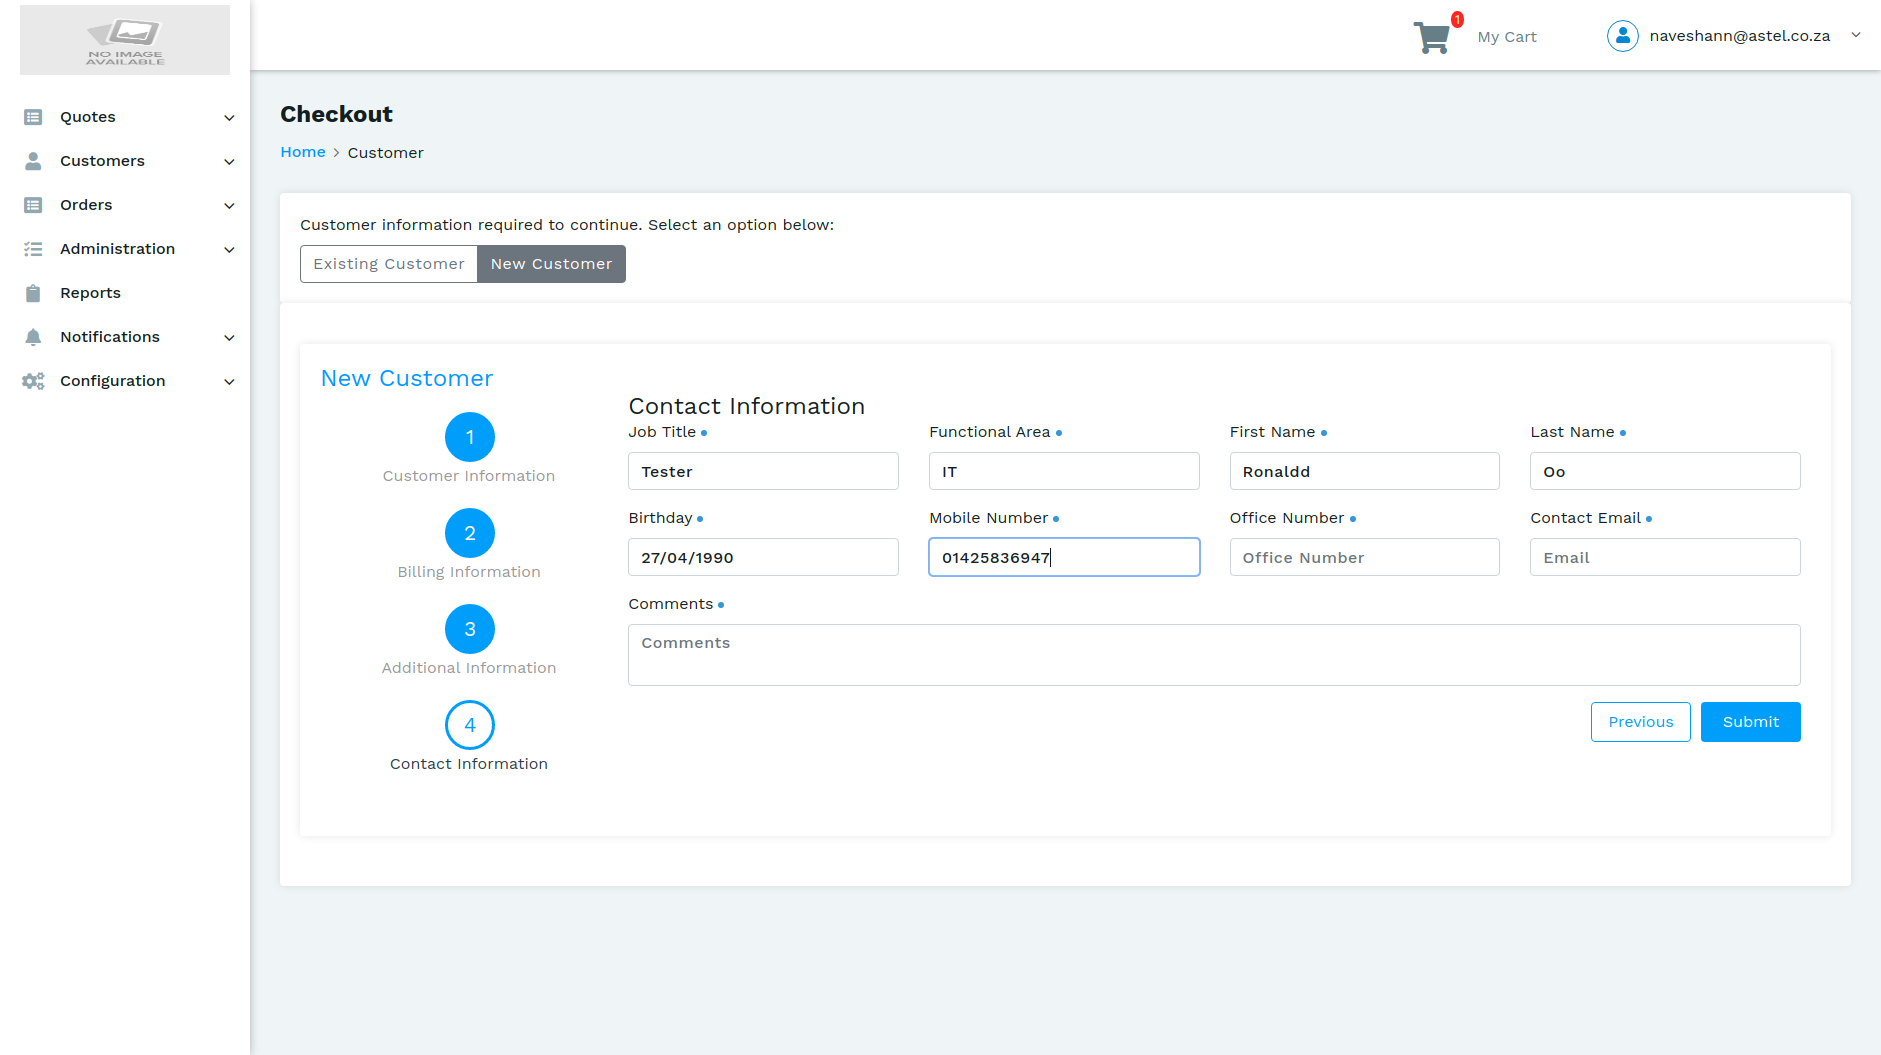 NO IMAGE
AVAILABLE
1
My Cart
naveshann@astel.co.za
Quotes
Customers
Orders
Administration
Reports
Notifications
Configuration
Checkout
Home > Customer
Customer information required to continue. Select an option below:
Existing Customer New Customer
New Customer
1
Customer Information
2
Billing Information
3
Additional Information
4
Contact Information
Contact Information
Job Title Functional Area First Name Last Name
Tester IT Ronaldd Oo
Birthday Mobile Number Office Number Contact Email
27/04/1990 01425836947 Office Number Email
Comments
Comments
Previous Submit